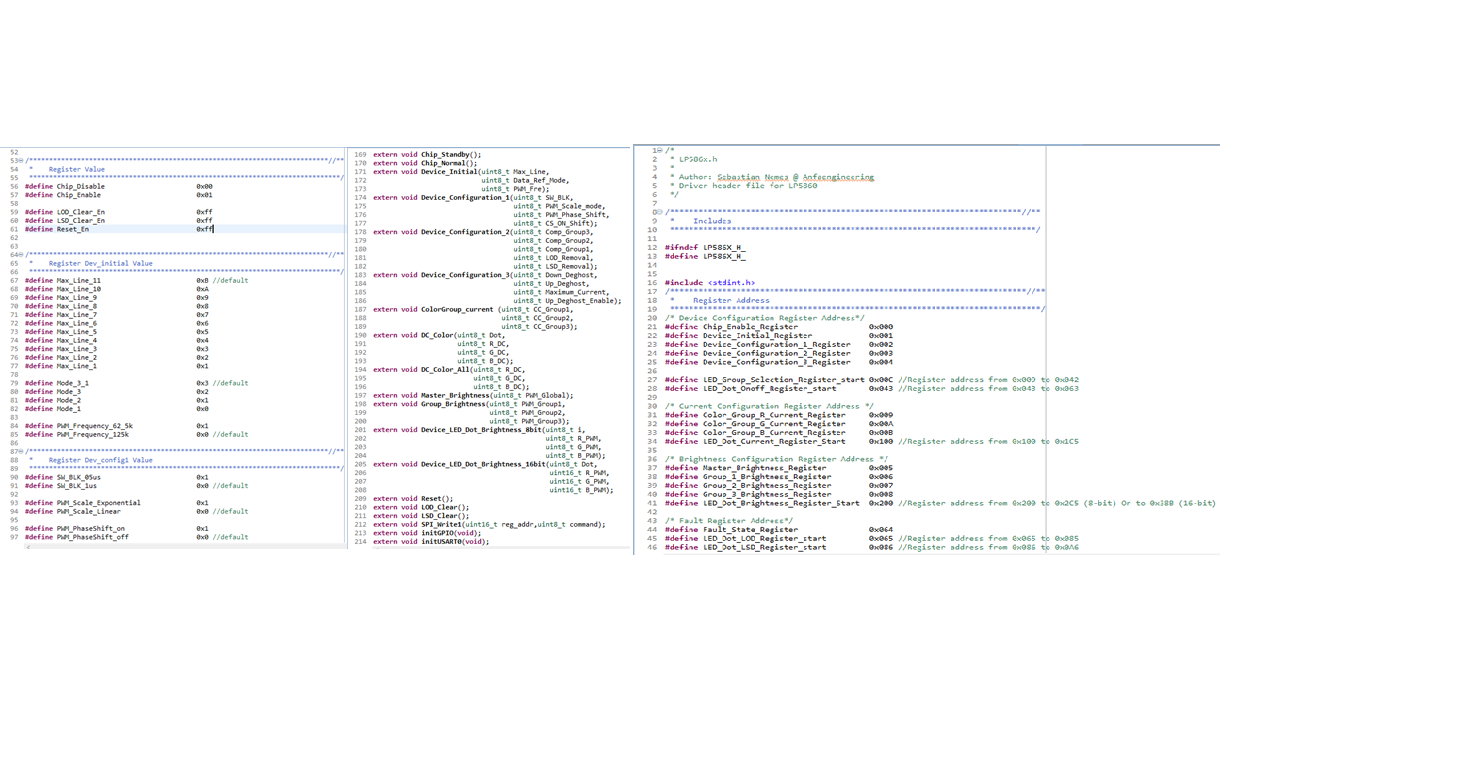 52
53 /***************************************************************************//**
54 *    Register Value
55 ******************************************************************************/
56 #define Chip_Disable 0x00
57 #define Chip_Enable 0x01
58
59 #define LOD_Clear_En 0xff
60 #define LSD_Clear_En 0xff
61 #define Reset_En 0xff
62
63
64 /***************************************************************************//**
65 *    Register Dev_initial Value
66 ******************************************************************************/
67 #define Max_Line_11 0xB //default
68 #define Max_Line_10 0xA
69 #define Max_Line_9 0x9
70 #define Max_Line_8 0x8
71 #define Max_Line_7 0x7
72 #define Max_Line_6 0x6
73 #define Max_Line_5 0x5
74 #define Max_Line_4 0x4
75 #define Max_Line_3 0x3
76 #define Max_Line_2 0x2
77 #define Max_Line_1 0x1
78
79 #define Mode_3_1 0x3 //default
80 #define Mode_3 0x2
81 #define Mode_2 0x1
82 #define Mode_1 0x0
83
84 #define PWM_Frequency_62_5k 0x1
85 #define PWM_Frequency_125k 0x0 //default
86
87 /***************************************************************************//**
88 *    Register Dev_config1 Value
89 ******************************************************************************/
90 #define SW_BLK_05us 0x1
91 #define SW_BLK_1us 0x0 //default
92
93 #define PWM_Scale_Exponential 0x1
94 #define PWM_Scale_Linear 0x0 //default
95
96 #define PWM_PhaseShift_on 0x1
97 #define PWM_PhaseShift_off 0x0 //default
169 extern void Chip_Standby();
170 extern void Chip_Normal();
171 extern void Device_Initial(uint8_t Max_Line,
172 uint8_t Data_Ref_Mode,
173 uint8_t PWM_Fre);
174 extern void Device_Configuration_1(uint8_t SW_BLK,
175 uint8_t PWM_Scale_mode,
176 uint8_t PWM_Phase_Shift,
177 uint8_t CS_ON_Shift);
178 extern void Device_Configuration_2(uint8_t Comp_Group3,
179 uint8_t Comp_Group2,
180 uint8_t Comp_Group1,
181 uint8_t LOD_Removal,
182 uint8_t LSD_Removal);
183 extern void Device_Configuration_3(uint8_t Down_Deghost,
184 uint8_t Up_Deghost,
185 uint8_t Maximum_Current,
186 uint8_t Up_Deghost_Enable);
187 extern void ColorGroup_current (uint8_t CC_Group1,
188 uint8_t CC_Group2,
189 uint8_t CC_Group3);
190 extern void DC_Color(uint8_t Dot,
191 uint8_t R_DC,
192 uint8_t G_DC,
193 uint8_t B_DC);
194 extern void DC_Color_All(uint8_t R_DC,
195 uint8_t G_DC,
196 uint8_t B_DC);
197 extern void Master_Brightness(uint8_t PWM_Global);
198 extern void Group_Brightness(uint8_t PWM_Group1,
199 uint8_t PWM_Group2,
200 uint8_t PWM_Group3);
201 extern void Device_LED_Dot_Brightness_8bit(uint8_t i,
202 uint8_t R_PWM,
203 uint8_t G_PWM,
204 uint8_t B_PWM);
205 extern void Device_LED_Dot_Brightness_16bit(uint8_t Dot,
206 uint16_t R_PWM,
207 uint16_t G_PWM,
208 uint16_t B_PWM);
209 extern void Reset();
210 extern void LOD_Clear();
211 extern void LSD_Clear();
212 extern void SPI_Write1(uint16_t reg_addr,uint8_t command);
213 extern void initGPIO(void);
214 extern void initUSART0(void);
1 /*
2 * LP586x.h
3 *
4 * Author: Sebastian Nemes @ Anfeengineering
5 * Driver header file for LP5860
6 */
7
8 /***************************************************************************//**
9 *    Includes
10 ******************************************************************************/
11
12 #ifndef LP586X_H_
13 #define LP586X_H_
14
15
16 #include <stdint.h>
17 /***************************************************************************//**
18 *    Register Address
19 ******************************************************************************/
20 /* Device Configuration Register Address*/
21 #define Chip_Enable_Register 0x000
22 #define Device_Initial_Register 0x001
23 #define Device_Configuration_1_Register 0x002
24 #define Device_Configuration_2_Register 0x003
25 #define Device_Configuration_3_Register 0x004
26
27 #define LED_Group_Selection_Register_start 0x00C //Register address from 0x00D to 0x042
28 #define LED_Dot_Onoff_Register_start 0x043 //Register address from 0x043 to 0x063
29
30 /* Current Configuration Register Address */
31 #define Color_Group_R_Current_Register 0x009
32 #define Color_Group_G_Current_Register 0x00A
33 #define Color_Group_B_Current_Register 0x00B
34 #define LED_Dot_Current_Register_Start 0x100 //Register address from 0x100 to 0x1C5
35
36 /* Brightness Configuration Register Address */
37 #define Master_Brightness_Register 0x005
38 #define Group_1_Brightness_Register 0x006
39 #define Group_2_Brightness_Register 0x007
40 #define Group_3_Brightness_Register 0x008
41 #define LED_Dot_Brightness_Register_Start 0x200 //Register address from 0x200 to 0x2C5 (8-bit) Or to 0x38B (16-bit)
42
43 /* Fault Register Address*/
44 #define Fault_State_Register 0x064
45 #define LED_Dot_LOD_Register_start 0x065 //Register address from 0x065 to 0x085
46 #define LED_Dot_LSD_Register_start 0x086 //Register address from 0x086 to 0x0A6